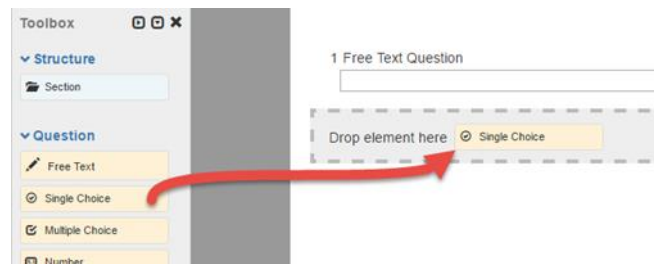 Toolbox
Structure
Section
Question
Free Text
Single Choice
Multiple Choice
Number
1 Free Text Question
Drop element here Single Choice